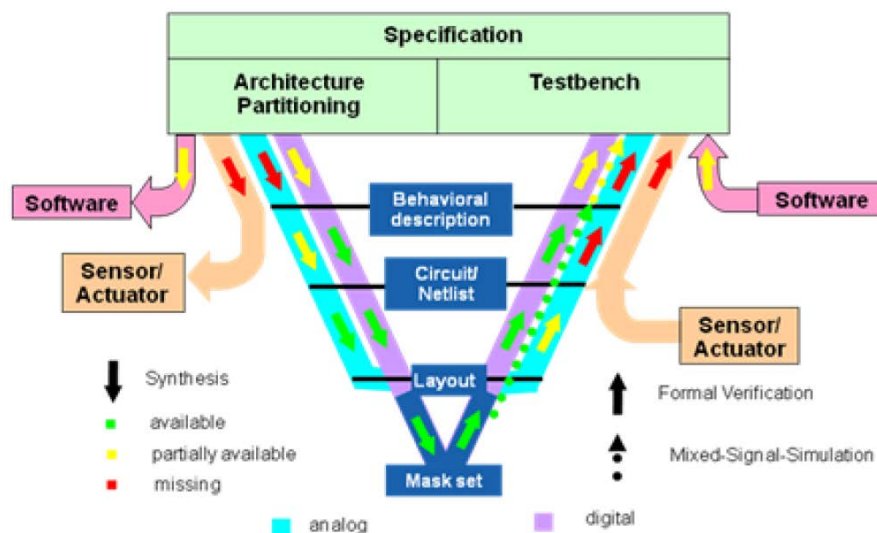 Specification
Architecture
Partitioning
Testbench
Software
Behavioral
description
Software
Sensor/
Actuator
Circuit/
Netlist
Sensor/
Actuator
Synthesis
Layout
Formal Verification
available
partially available
Mixed-Signal-Simulation
missing
Mask set
analog
digital